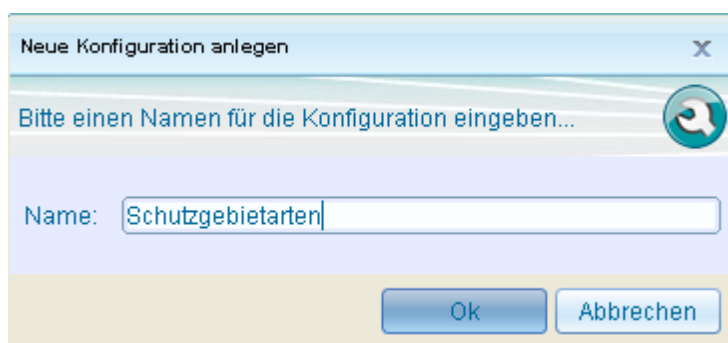 Neue Konfiguration anlegen
x
Bitte einen Namen für die Konfiguration eingeben...
Name: Schutzgebietarten
Ok Abbrechen